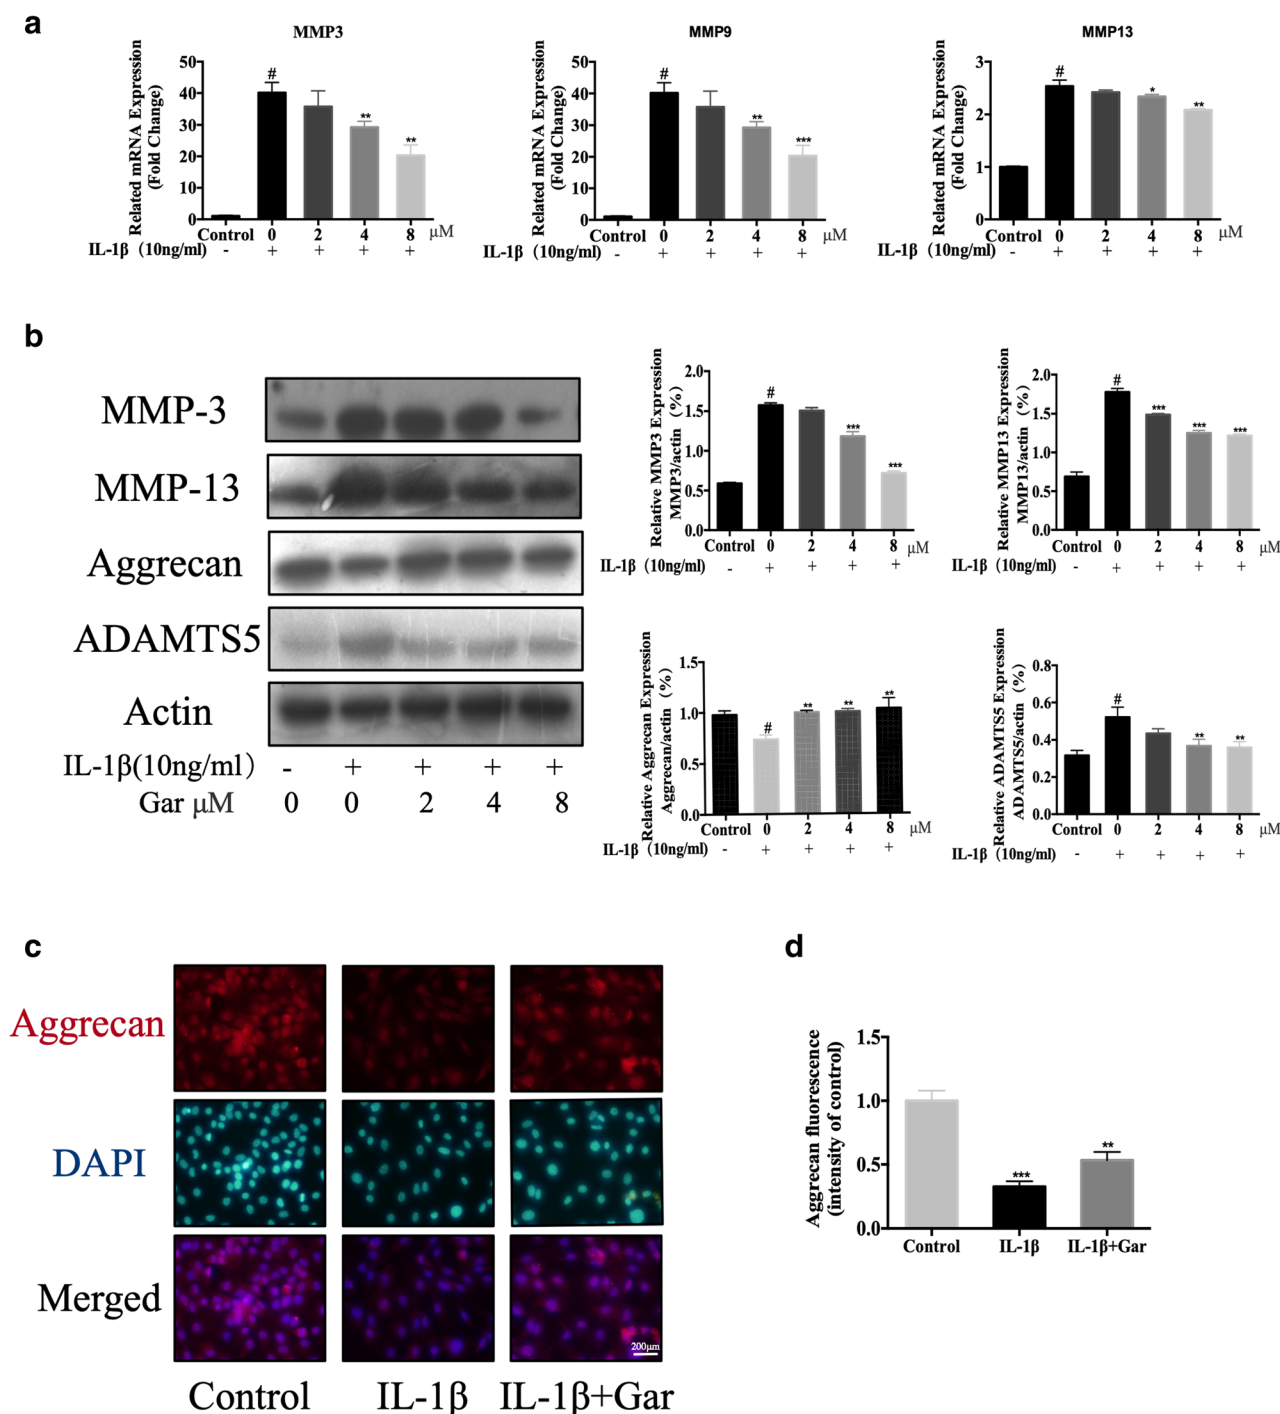 a
MMP3
MMP9
MMP13
Related mRNA Expression
(Fold Change)
50
40
30
20
10
0
#
**
**
Control 0 2 4 8 μM
IL-1β (10ng/ml) - + + + +
Related mRNA Expression
(Fold Change)
50
40
30
20
10
0
#
**
***
Control 0 2 4 8 μM
IL-1β (10ng/ml) - + + + +
Related mRNA Expression
(Fold Change)
3
2
1
0
#
*
**
Control 0 2 4 8 μM
IL-1β (10ng/ml) - + + + +
b
MMP-3
MMP-13
Aggrecan
ADAMTS5
Actin
IL-1β(10ng/ml) - + + + +
Gar μM 0 0 2 4 8
Relative MMP3 Expression
MMP3/actin (%)
2.0
1.5
1.0
0.5
0.0
#
***
***
Control 0 2 4 8 μM
IL-1β (10ng/ml) - + + + +
Relative MMP13 Expression
MMP13/actin (%)
2.0
1.5
1.0
0.5
0.0
#
***
***
***
Control 0 2 4 8 μM
IL-1β (10ng/ml) - + + + +
Relative Aggrecan Expression
Aggrecan/actin (%)
1.5
1.0
0.5
0.0
#
**
**
**
Control 0 2 4 8 μM
IL-1β (10ng/ml) - + + + +
Relative ADAMTS5 Expression
ADAMTS5/actin (%)
0.8
0.6
0.4
0.2
0.0
#
**
**
Control 0 2 4 8 μM
IL-1β (10ng/ml) - + + + +
c
Aggrecan
DAPI
Merged
200μm
Control IL-1β IL-1β+Gar
d
Aggrecan fluorescence
(intensity of control)
1.5
1.0
0.5
0.0
***
**
Control IL-1β IL-1β+Gar